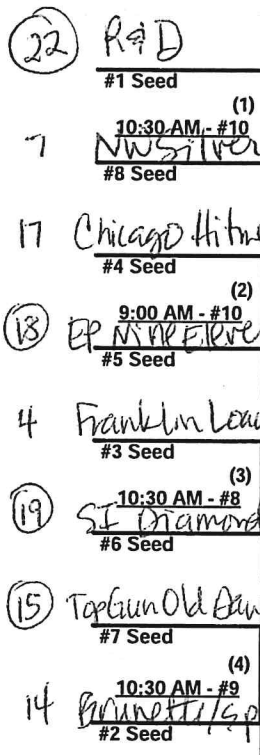 22 R&D
#1 Seed
(1)
10:30 AM - #10
7 NW Silver
#8 Seed
17 Chicago Hitm
#4 Seed
(2)
9:00 AM - #10
18 EP Nine Eleve
#5 Seed
4 Franklin Load
#3 Seed
(3)
10:30 AM - #8
19 SI Diamond
#6 Seed
15 TopGun Old Daw
#7 Seed
(4)
10:30 AM - #9
14 Brunetti/Sp
#2 Seed